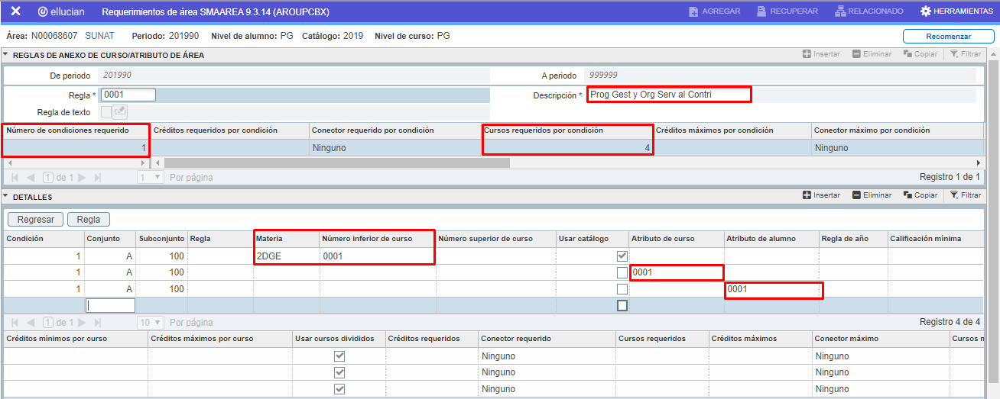 ellucian Requerimientos de área SMAAREA 9.3.14 (AROUPCBX) AGREGAR RECUPERAR RELACIONADO HERRAMIENTAS
Área: N00068607 SUNAT Periodo: 201990 Nivel de alumno: PG Catálogo: 2019 Nivel de curso: PG Recomenzar
REGLAS DE ANEXO DE CURSO/ATRIBUTO DE ÁREA Insertar Eliminar Copiar Filtrar
De periodo 201990 A periodo 999999
Regla * 0001 Descripción * Prog Gest y Org Serv al Contri
Regla de texto
Número de condiciones requerido Créditos requeridos por condición Conector requerido por condición Cursos requeridos por condición Créditos máximos por condición Conector máximo por condición
1 Ninguno 4 Ninguno
1 de 1 1 Por página Registro 1 de 1
DETALLES Insertar Eliminar Copiar Filtrar
Regresar Regla
Condición Conjunto Subconjunto Regla Materia Número inferior de curso Número superior de curso Usar catálogo Atributo de curso Atributo de alumno Regla de año Calificación mínima
1 A 100 2DGE 0001
1 A 100 0001
1 A 100 0001
1 de 1 10 Por página Registro 4 de 4
Créditos mínimos por curso Créditos máximos por curso Usar cursos divididos Créditos requeridos Conector requerido Cursos requeridos Créditos máximos Conector máximo Cursos
Ninguno Ninguno
Ninguno Ninguno
Ninguno Ninguno